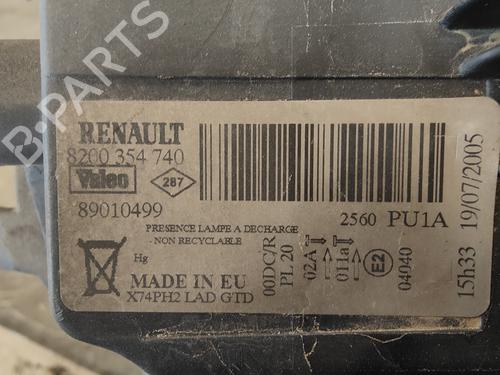 RENAULT
8200 354 740
Valeo
287
89010499
PRESENCE LAMPE A DECHARGE
- NON RECYCLABLE
2560 PU1A
Hg
MADE IN EU
X74PH2 LAD GTD
00DC/R
PL 20
02A
011a
E2
04040
15h33 19/07/2005
B-PARTS